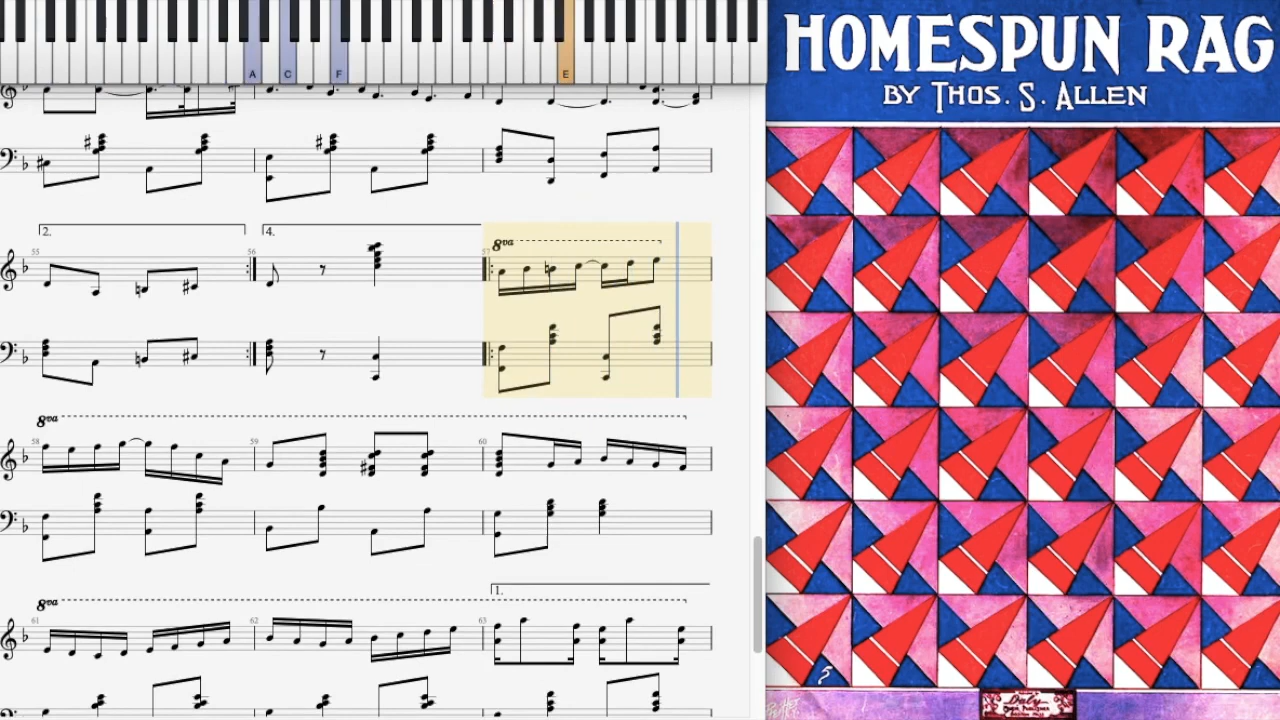 HOMESPUN RAG
BY THOS. S. ALLEN
A C F E
2. 4.
55 56 57
8va
8va
58 59 60
8va
1.
61 62 63
Daly